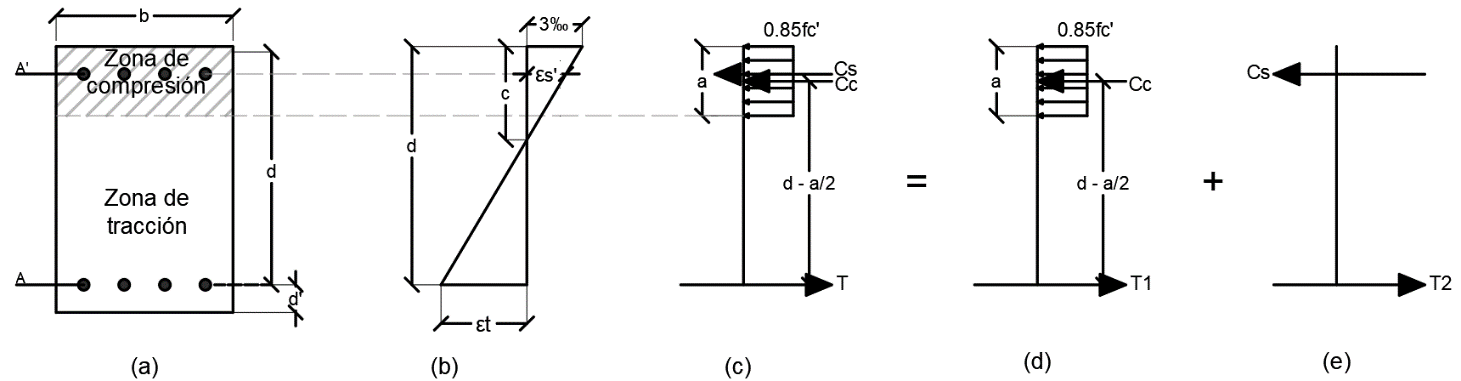 b
Zona de
compresión
A'
d
Zona de
tracción
A
d'
(a)
3‰
εs'
c
d
εt
(b)
0.85fc'
a
Cs
Cc
d - a/2
T
(c)
=
0.85fc'
a
Cc
d - a/2
T1
(d)
+
Cs
T2
(e)